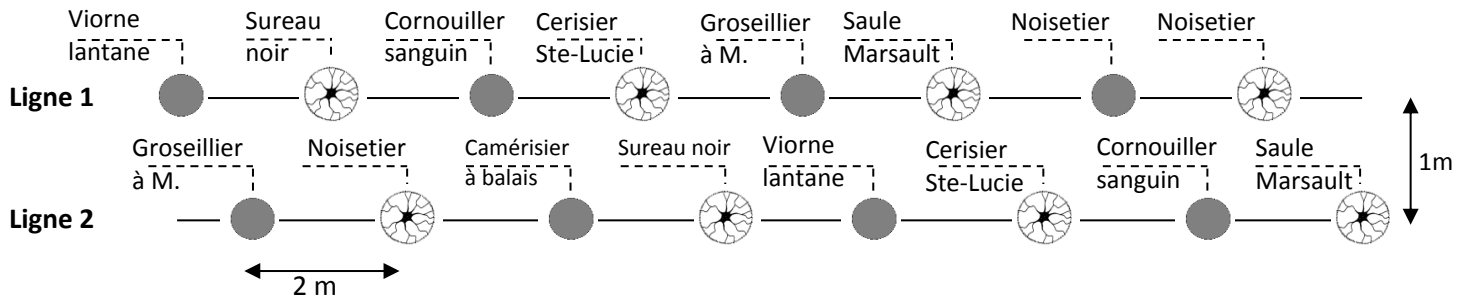 Viorne
lantane
Sureau
noir
Cornouiller
sanguin
Cerisier
Ste-Lucie
Groseillier
à M.
Saule
Marsault
Noisetier
Noisetier
Ligne 1
Groseillier
à M.
Noisetier
Camérisier
à balais
Sureau noir
Viorne
lantane
Cerisier
Ste-Lucie
Cornouiller
sanguin
Saule
Marsault
1m
Ligne 2
2 m